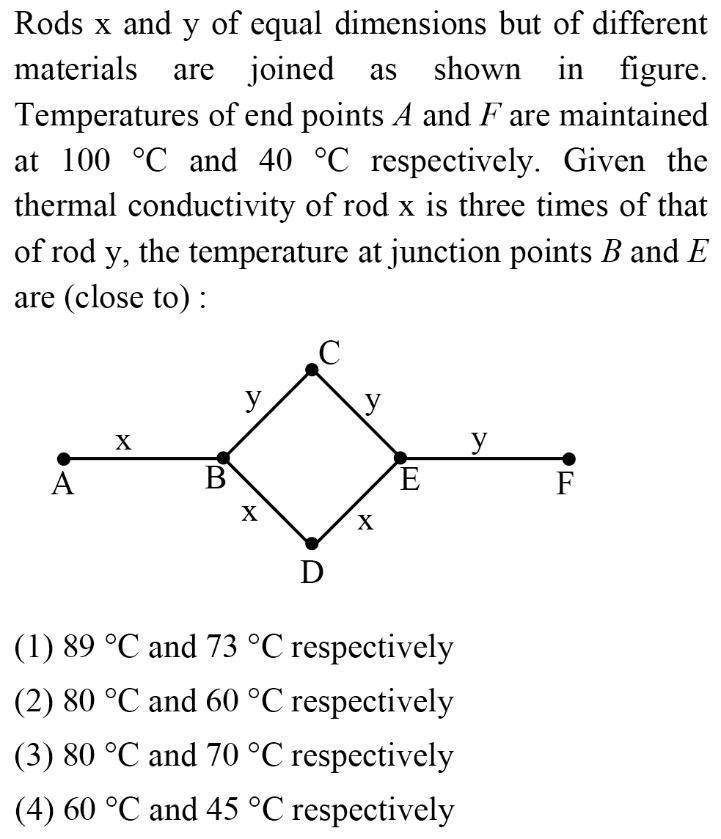 Rods x and y of equal dimensions but of different
materials are joined as shown in figure.
Temperatures of end points A and F are maintained
at 100 °C and 40 °C respectively. Given the
thermal conductivity of rod x is three times of that
of rod y, the temperature at junction points B and E
are (close to) :
C
y y
x y
A B E F
x x
D
(1) 89 °C and 73 °C respectively
(2) 80 °C and 60 °C respectively
(3) 80 °C and 70 °C respectively
(4) 60 °C and 45 °C respectively